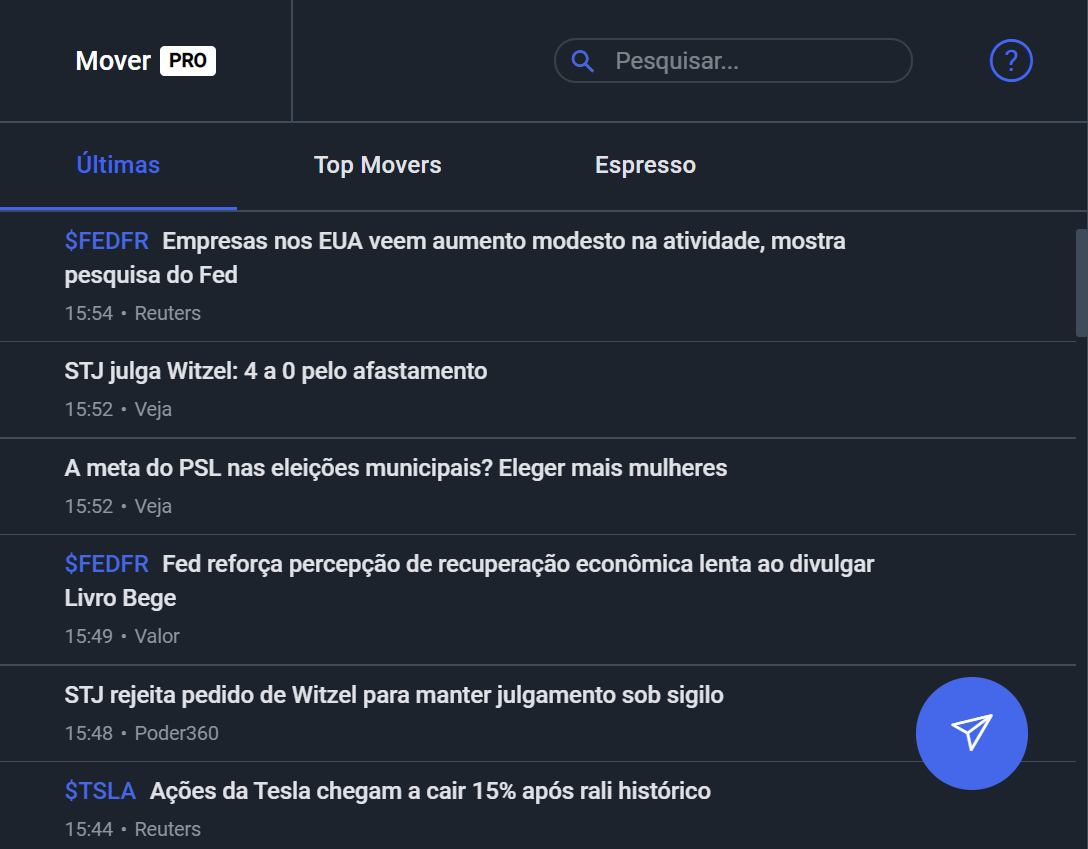 Mover PRO
Pesquisar...
?
Últimas
Top Movers
Espresso
$FEDFR Empresas nos EUA veem aumento modesto na atividade, mostra
pesquisa do Fed
15:54 • Reuters
STJ julga Witzel: 4 a 0 pelo afastamento
15:52 • Veja
A meta do PSL nas eleições municipais? Eleger mais mulheres
15:52 • Veja
$FEDFR Fed reforça percepção de recuperação econômica lenta ao divulgar
Livro Bege
15:49 • Valor
STJ rejeita pedido de Witzel para manter julgamento sob sigilo
15:48 • Poder360
$TSLA Ações da Tesla chegam a cair 15% após rali histórico
15:44 • Reuters